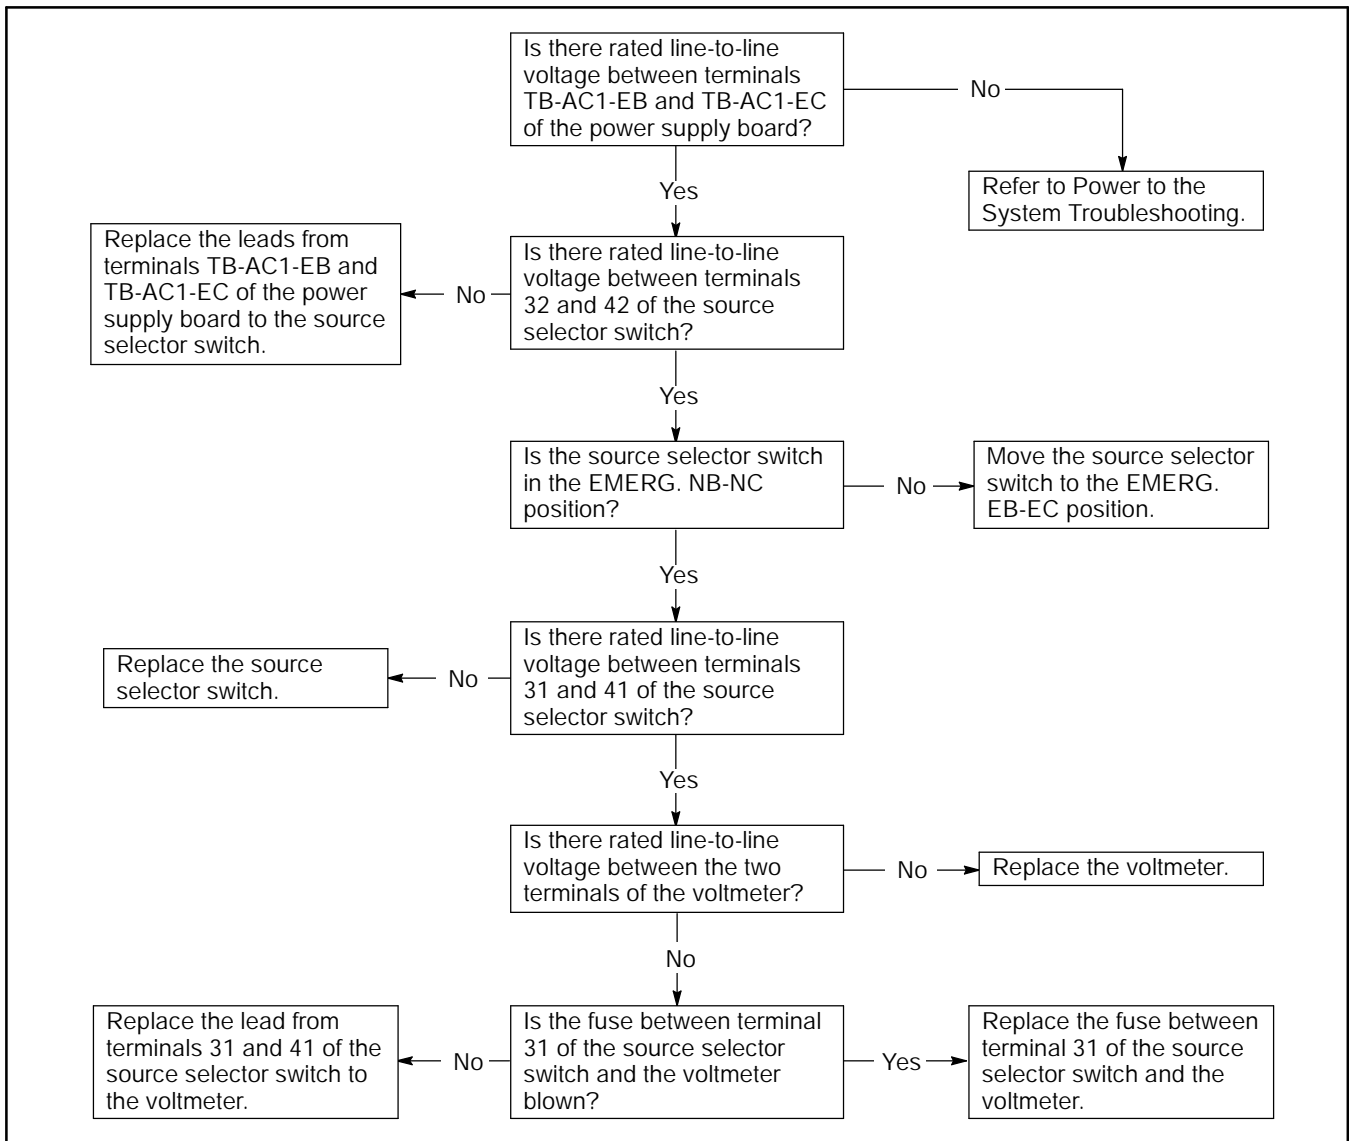 Is there rated line-to-line
voltage between terminals
TB-AC1-EB and TB-AC1-EC
of the power supply board?
No
Refer to Power to the
System Troubleshooting.
Yes
Is there rated line-to-line
voltage between terminals
32 and 42 of the source
selector switch?
No
Replace the leads from
terminals TB-AC1-EB and
TB-AC1-EC of the power
supply board to the source
selector switch.
Yes
Is the source selector switch
in the EMERG. NB-NC
position?
No
Move the source selector
switch to the EMERG.
EB-EC position.
Yes
Is there rated line-to-line
voltage between terminals
31 and 41 of the source
selector switch?
No
Replace the source
selector switch.
Yes
Is there rated line-to-line
voltage between the two
terminals of the voltmeter?
No
Replace the voltmeter.
No
Is the fuse between terminal
31 of the source selector
switch and the voltmeter
blown?
No
Replace the lead from
terminals 31 and 41 of the
source selector switch to
the voltmeter.
Yes
Replace the fuse between
terminal 31 of the source
selector switch and the
voltmeter.